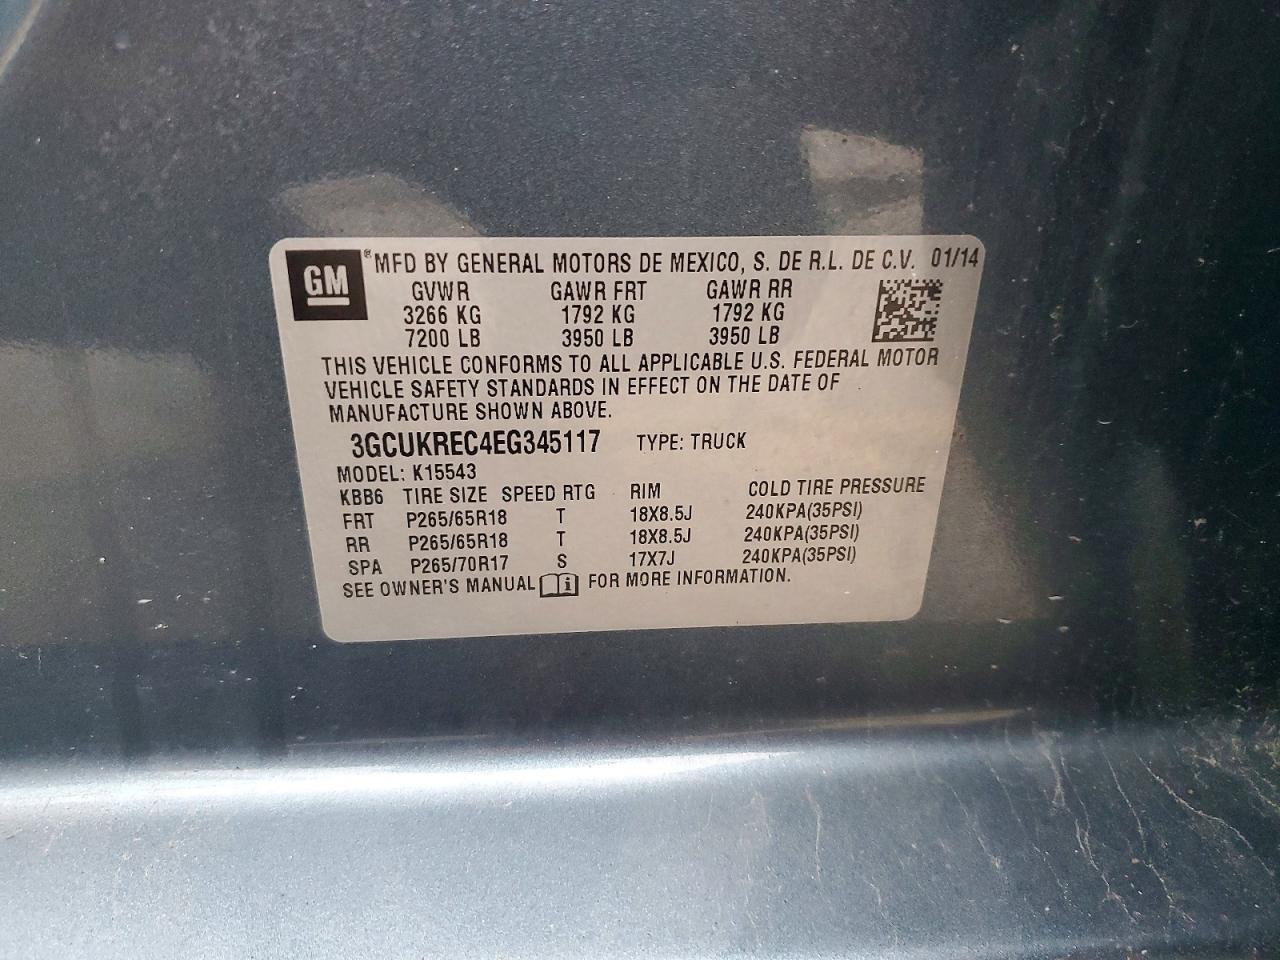 GM ® MFD BY GENERAL MOTORS DE MEXICO, S. DE R.L. DE C.V. 01/14
GVWR GAWR FRT GAWR RR
3266 KG 1792 KG 1792 KG
7200 LB 3950 LB 3950 LB
THIS VEHICLE CONFORMS TO ALL APPLICABLE U.S. FEDERAL MOTOR
VEHICLE SAFETY STANDARDS IN EFFECT ON THE DATE OF
MANUFACTURE SHOWN ABOVE.
3GCUKREC4EG345117 TYPE: TRUCK
MODEL: K15543
KBB6 TIRE SIZE SPEED RTG RIM COLD TIRE PRESSURE
FRT P265/65R18 T 18X8.5J 240KPA(35PSI)
RR P265/65R18 T 18X8.5J 240KPA(35PSI)
SPA P265/70R17 S 17X7J 240KPA(35PSI)
SEE OWNER'S MANUAL i FOR MORE INFORMATION.